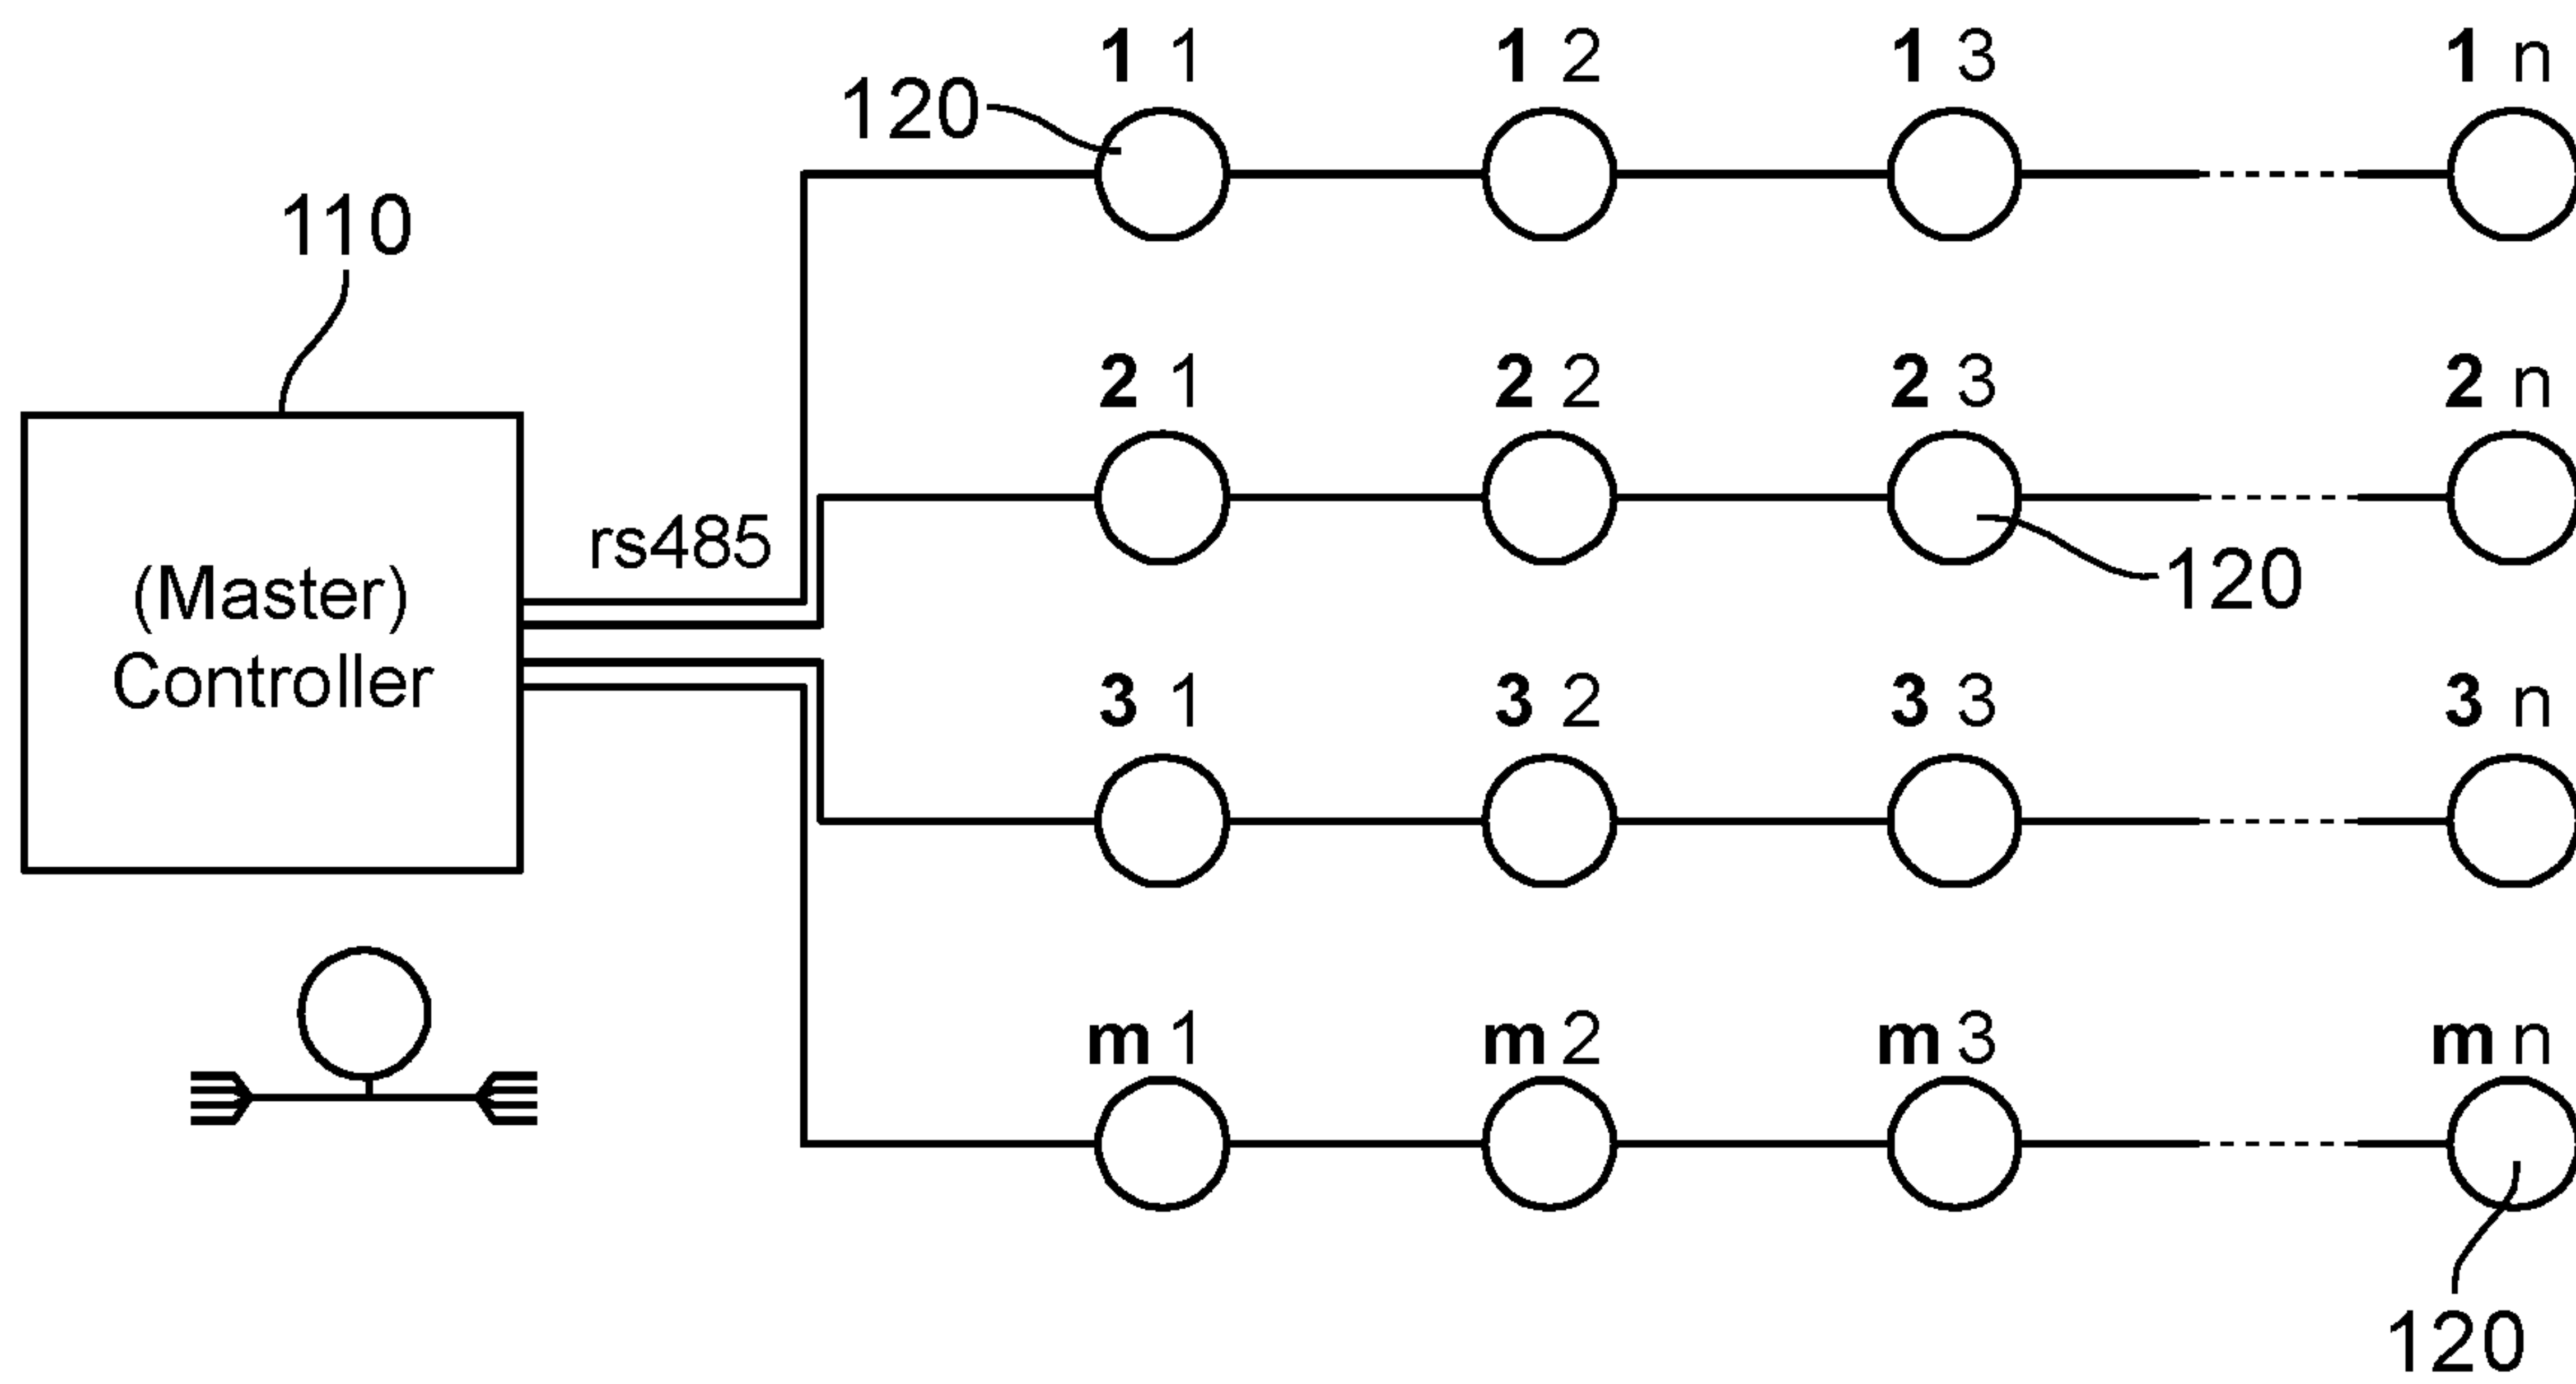 1 1 1 2 1 3 1 n
120
110
2 1 2 2 2 3 2 n
rs485
120
(Master)
Controller
3 1 3 2 3 3 3 n
m 1 m 2 m 3 m n
120